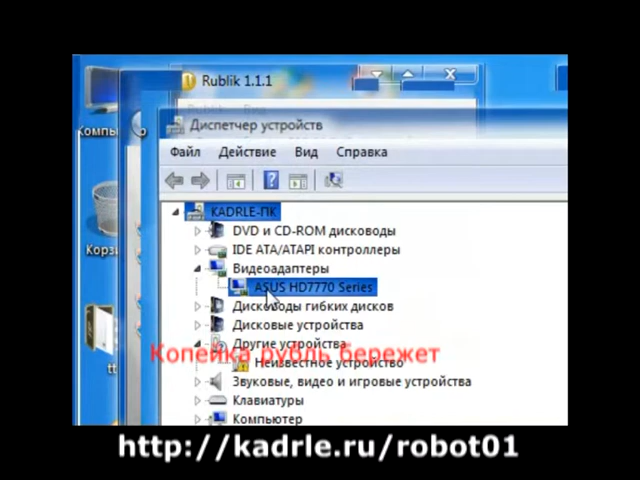 Rublik 1.1.1
Диспетчер устройств
Компь
Файл Действие Вид Справка
KADRLE-ПК
DVD и CD-ROM дисководы
IDE ATA/ATAPI контроллеры
Корзи
Видеоадаптеры
ASUS HD7770 Series
Дисководы гибких дисков
Дисковые устройства
Другие устройства
Копейка рубль бережет
Неизвестное устройство
Звуковые, видео и игровые устройства
Клавиатуры
Компьютер
http://kadrle.ru/robot01